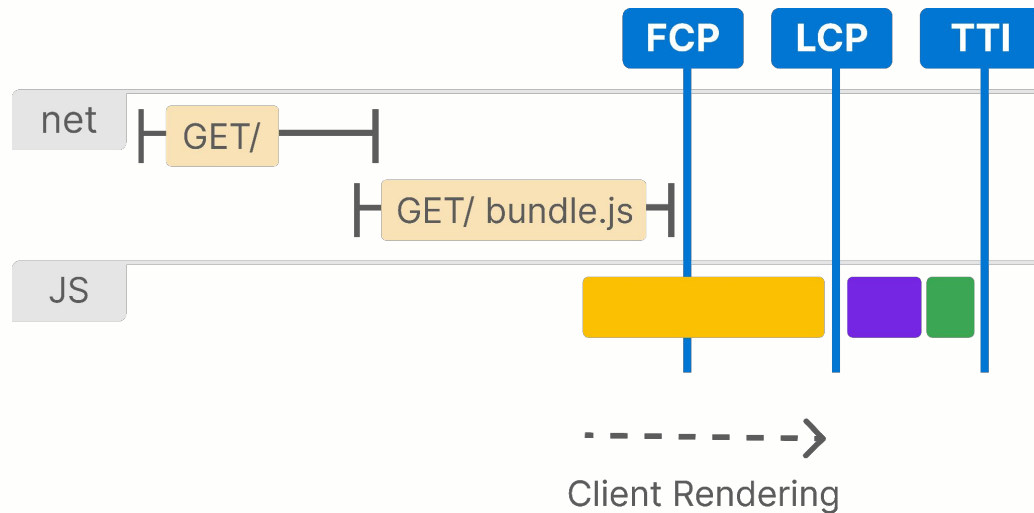 FCP LCP TTI
net
GET/
GET/ bundle.js
JS
Client Rendering